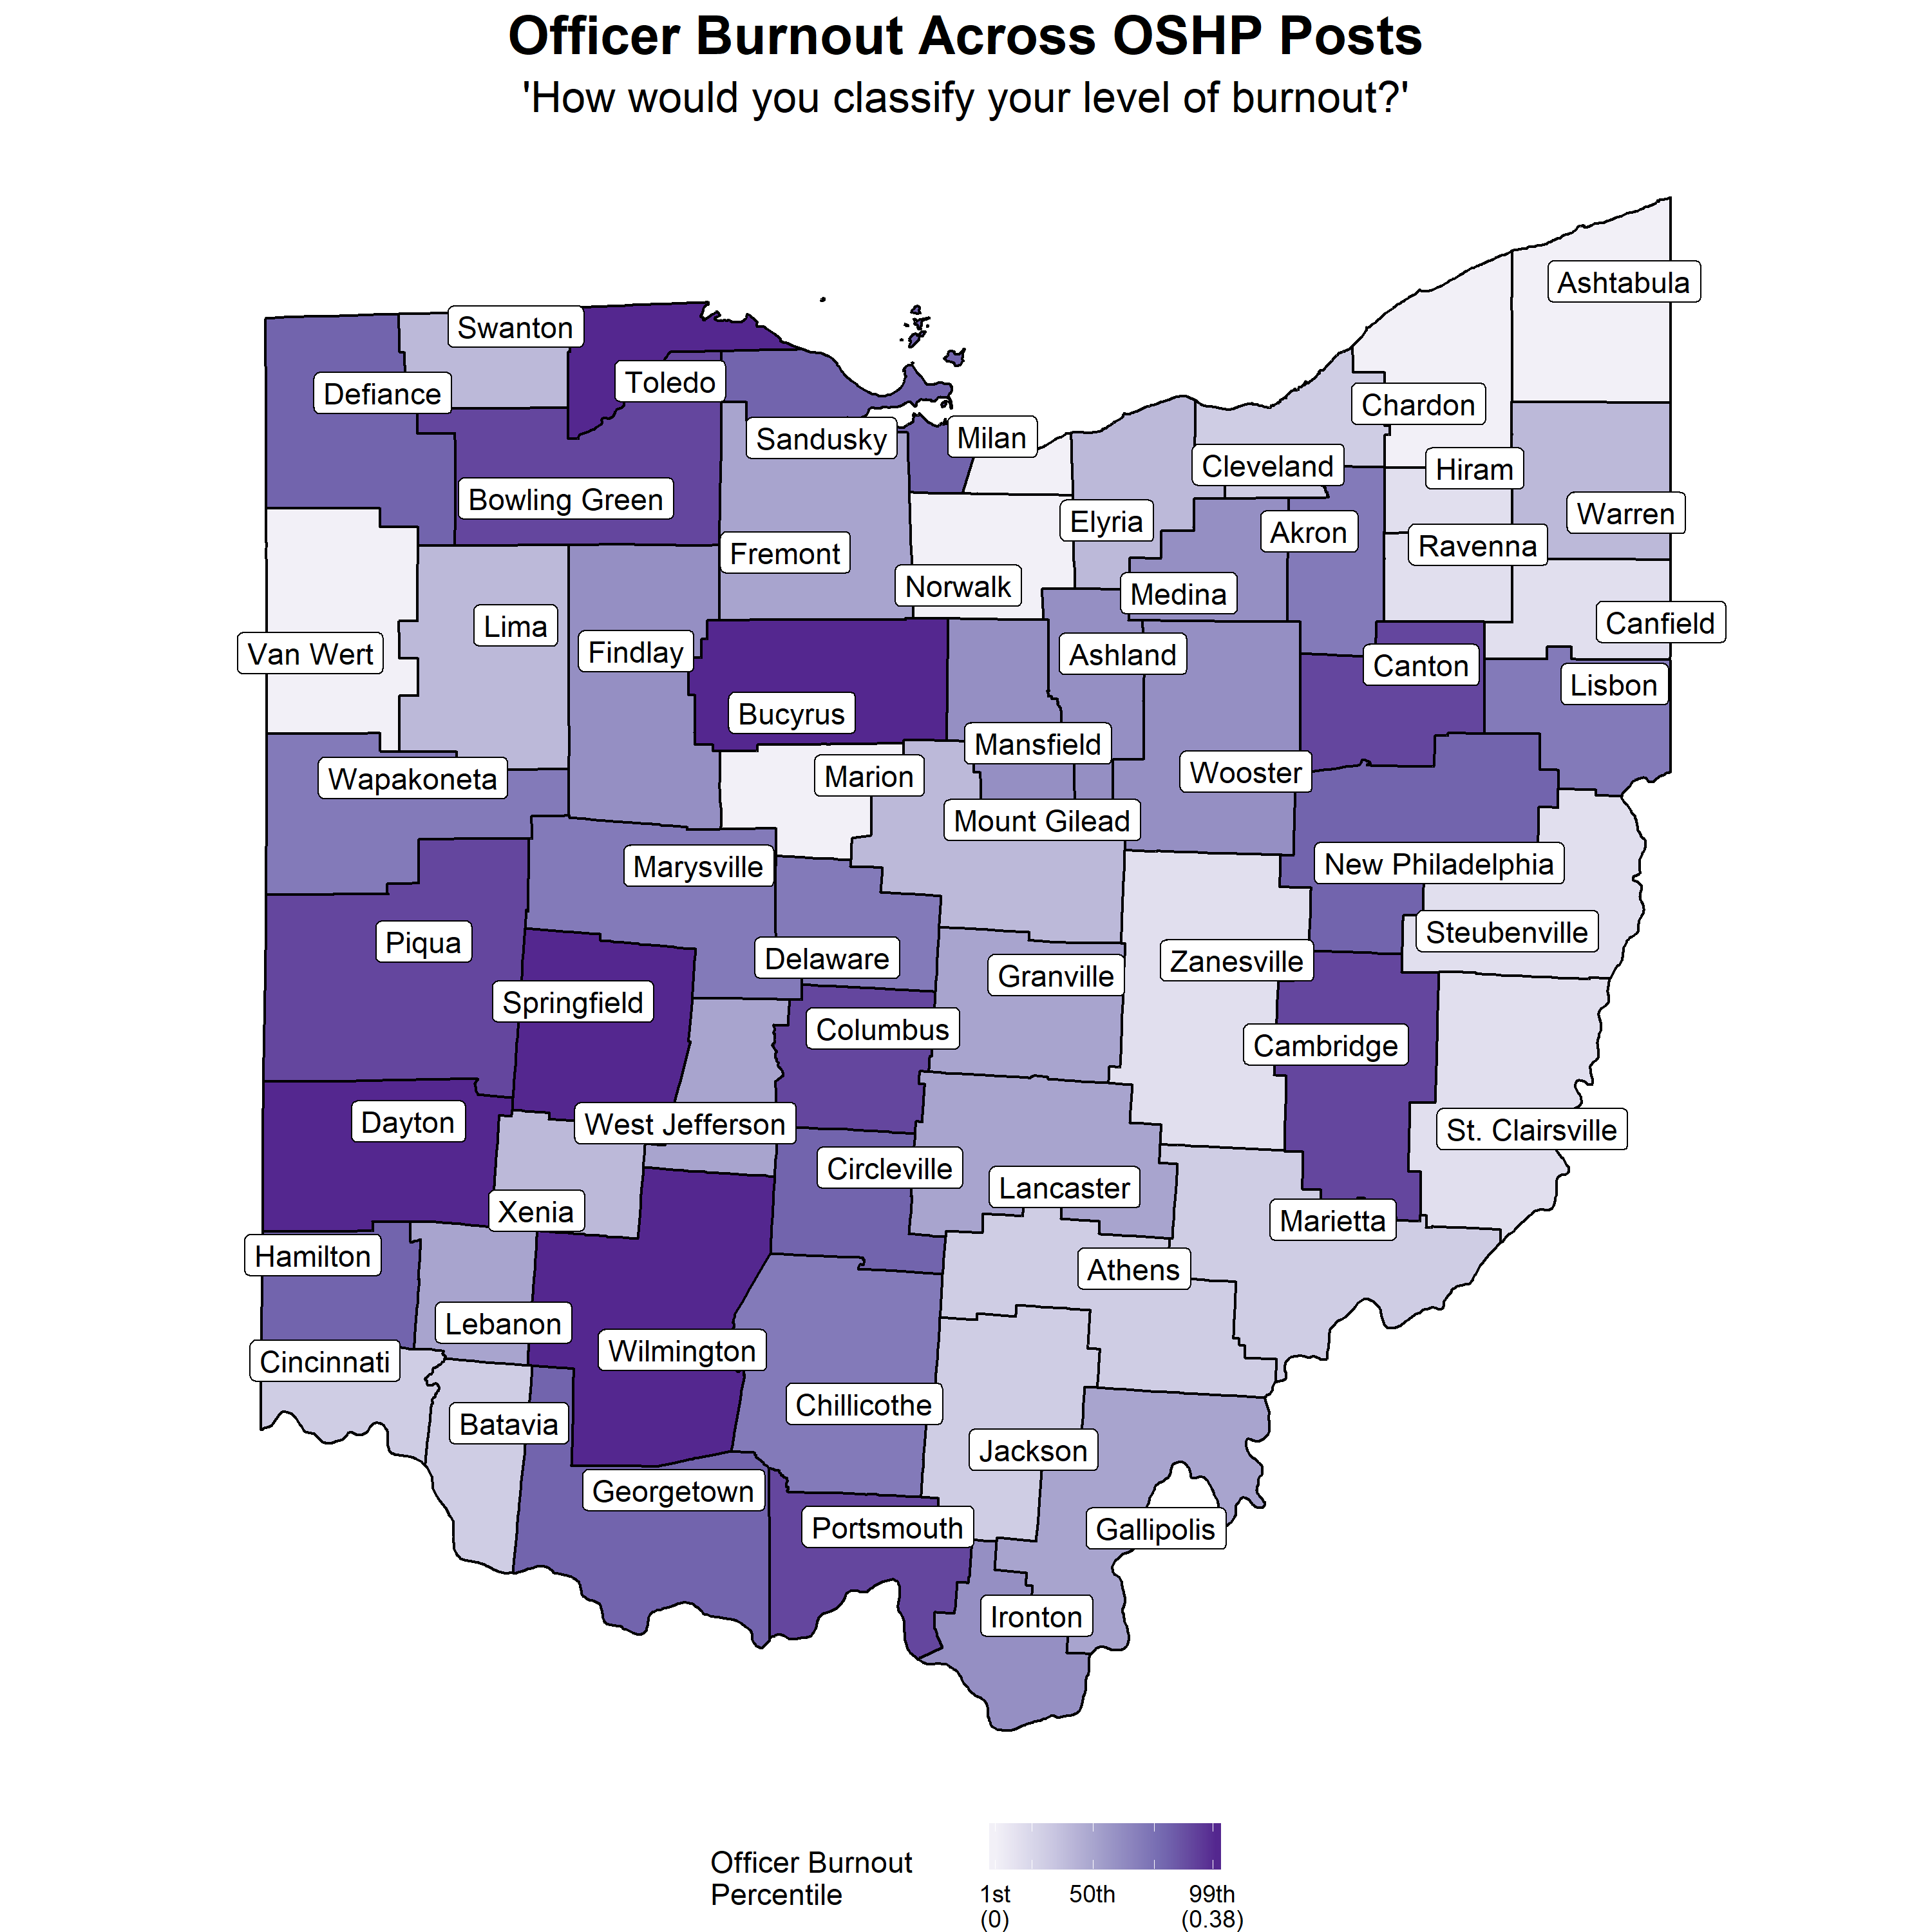 Officer Burnout Across OSHP Posts
'How would you classify your level of burnout?'
Ashtabula
Swanton
Toledo
Defiance
Chardon
Sandusky
Milan
Cleveland
Hiram
Bowling Green
Warren
Elyria
Akron
Ravenna
Fremont
Norwalk
Medina
Canfield
Lima
Van Wert
Findlay
Ashland
Canton
Lisbon
Bucyrus
Mansfield
Wapakoneta
Marion
Wooster
Mount Gilead
Marysville
New Philadelphia
Steubenville
Piqua
Delaware
Zanesville
Granville
Springfield
Columbus
Cambridge
Dayton
West Jefferson
St. Clairsville
Circleville
Lancaster
Xenia
Marietta
Hamilton
Athens
Lebanon
Wilmington
Cincinnati
Chillicothe
Batavia
Jackson
Georgetown
Portsmouth
Gallipolis
Ironton
Officer Burnout
Percentile
1st 50th 99th
(0) (0.38)